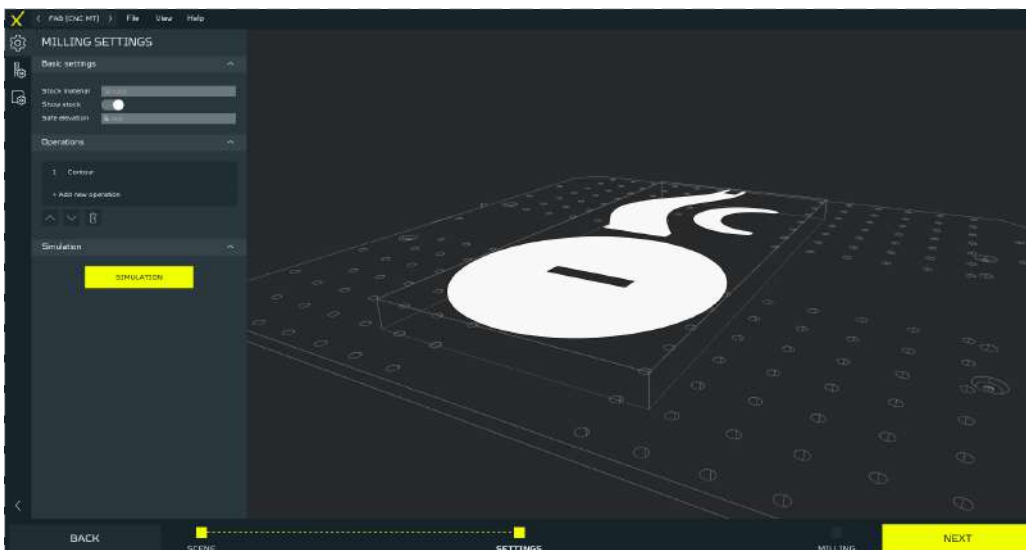 FAB (CNC MT) File View Help
MILLING SETTINGS
Basic settings
Stock material
Show stock
Safe elevation
Operations
1 Contour
+ Add new operation
Simulation
SIMULATION
BACK
SCENE
SETTINGS
MILLING
NEXT